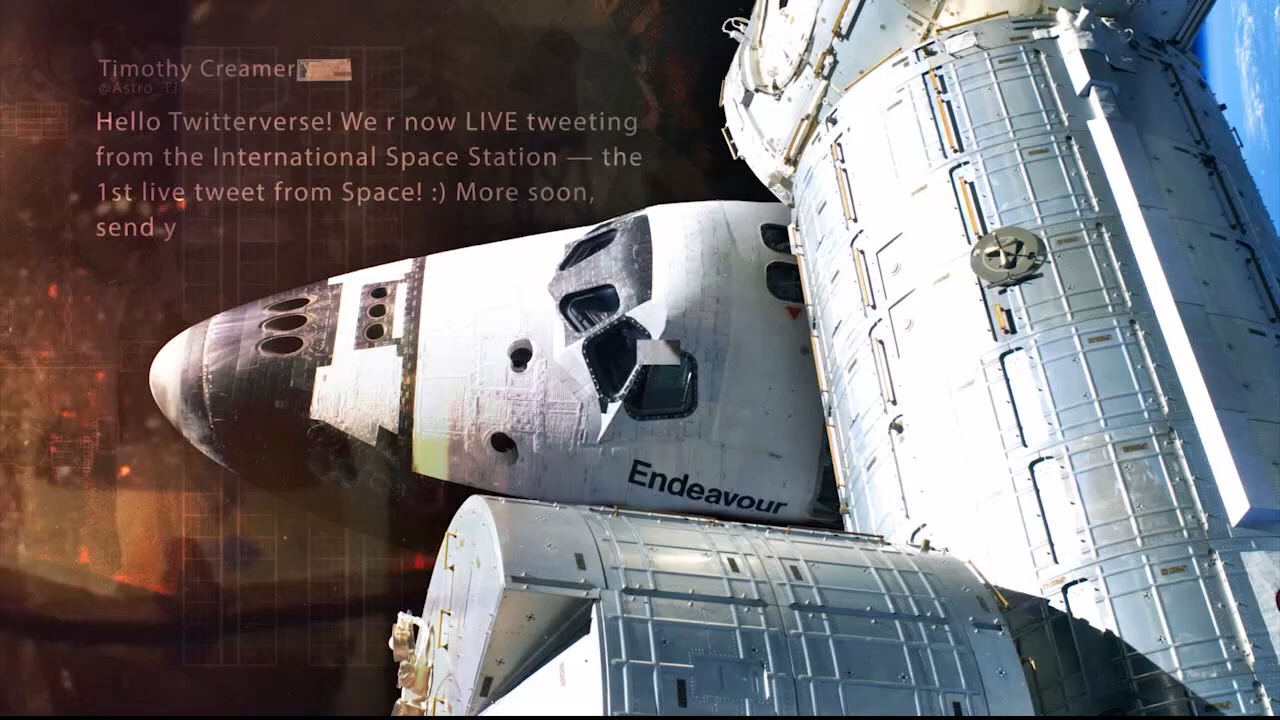 Timothy Creamer
@Astro_TJ
Hello Twitterverse! We r now LIVE tweeting
from the International Space Station — the
1st live tweet from Space! :) More soon,
send y
Endeavour